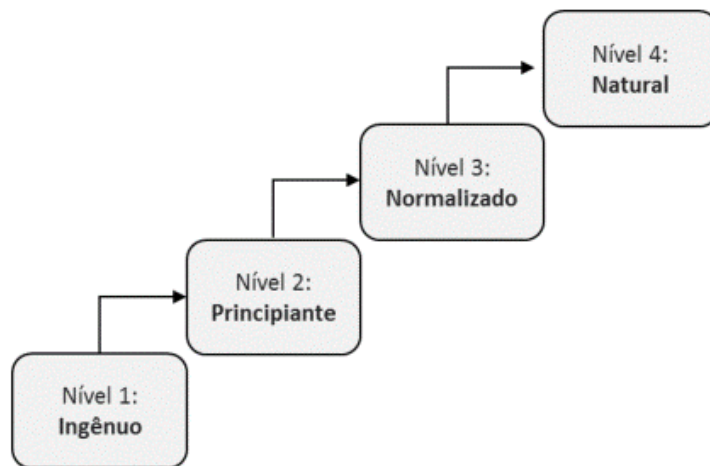 Nível 4:
Natural
Nível 3:
Normalizado
Nível 2:
Principiante
Nível 1:
Ingênuo